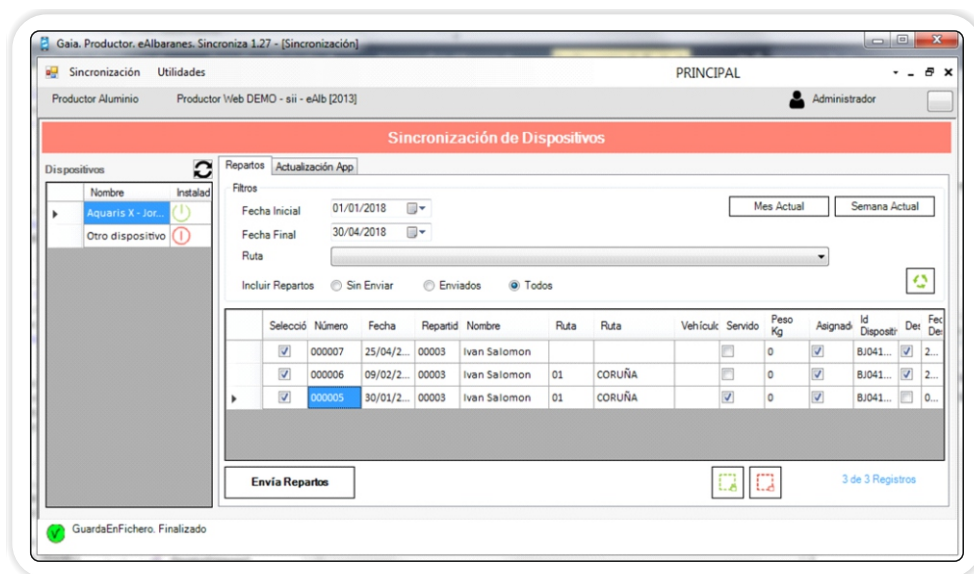 Gaia. Productor. eAlbaranes. Sincroniza 1.27 - [Sincronización]
Sincronización Utilidades PRINCIPAL
Productor Aluminio Productor Web DEMO - sii - eAlb [2013] Administrador
Sincronización de Dispositivos
Dispositivos
Nombre Instalad
Aquaris X - Jor...
Otro dispositivo
Repartos Actualización App
Filtros
Fecha Inicial 01/01/2018 Mes Actual Semana Actual
Fecha Final 30/04/2018
Ruta
Incluir Repartos Sin Enviar Enviados Todos
Selecció Número Fecha Repartid Nombre Ruta Ruta Vehículo Servido Peso Kg Asignad Id Dispositi Des Fec Des
000007 25/04/2... 00003 Ivan Salomon 0 BJ041... 2...
000006 09/02/2... 00003 Ivan Salomon 01 CORUÑA 0 BJ041... 2...
000005 30/01/2... 00003 Ivan Salomon 01 CORUÑA 0 BJ041... 0...
Envía Repartos 3 de 3 Registros
GuardaEnFichero. Finalizado